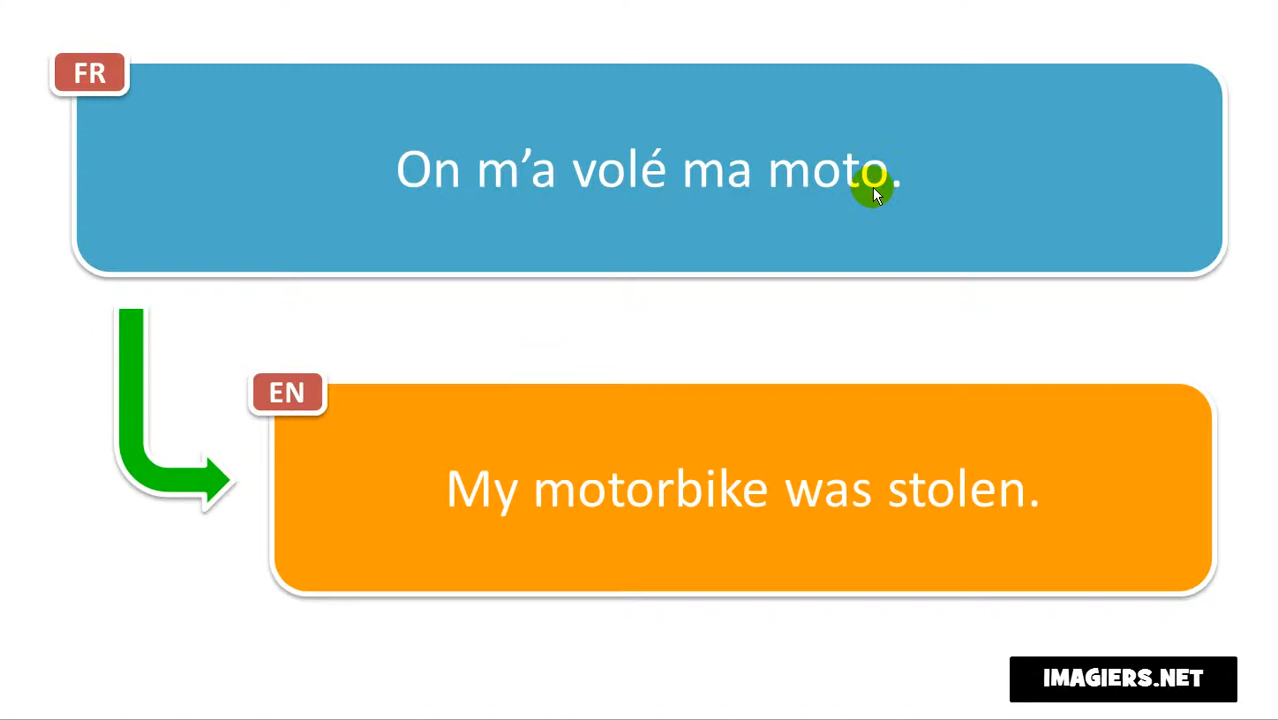 FR
On m’a volé ma moto.
EN
My motorbike was stolen.
IMAGIERS.NET